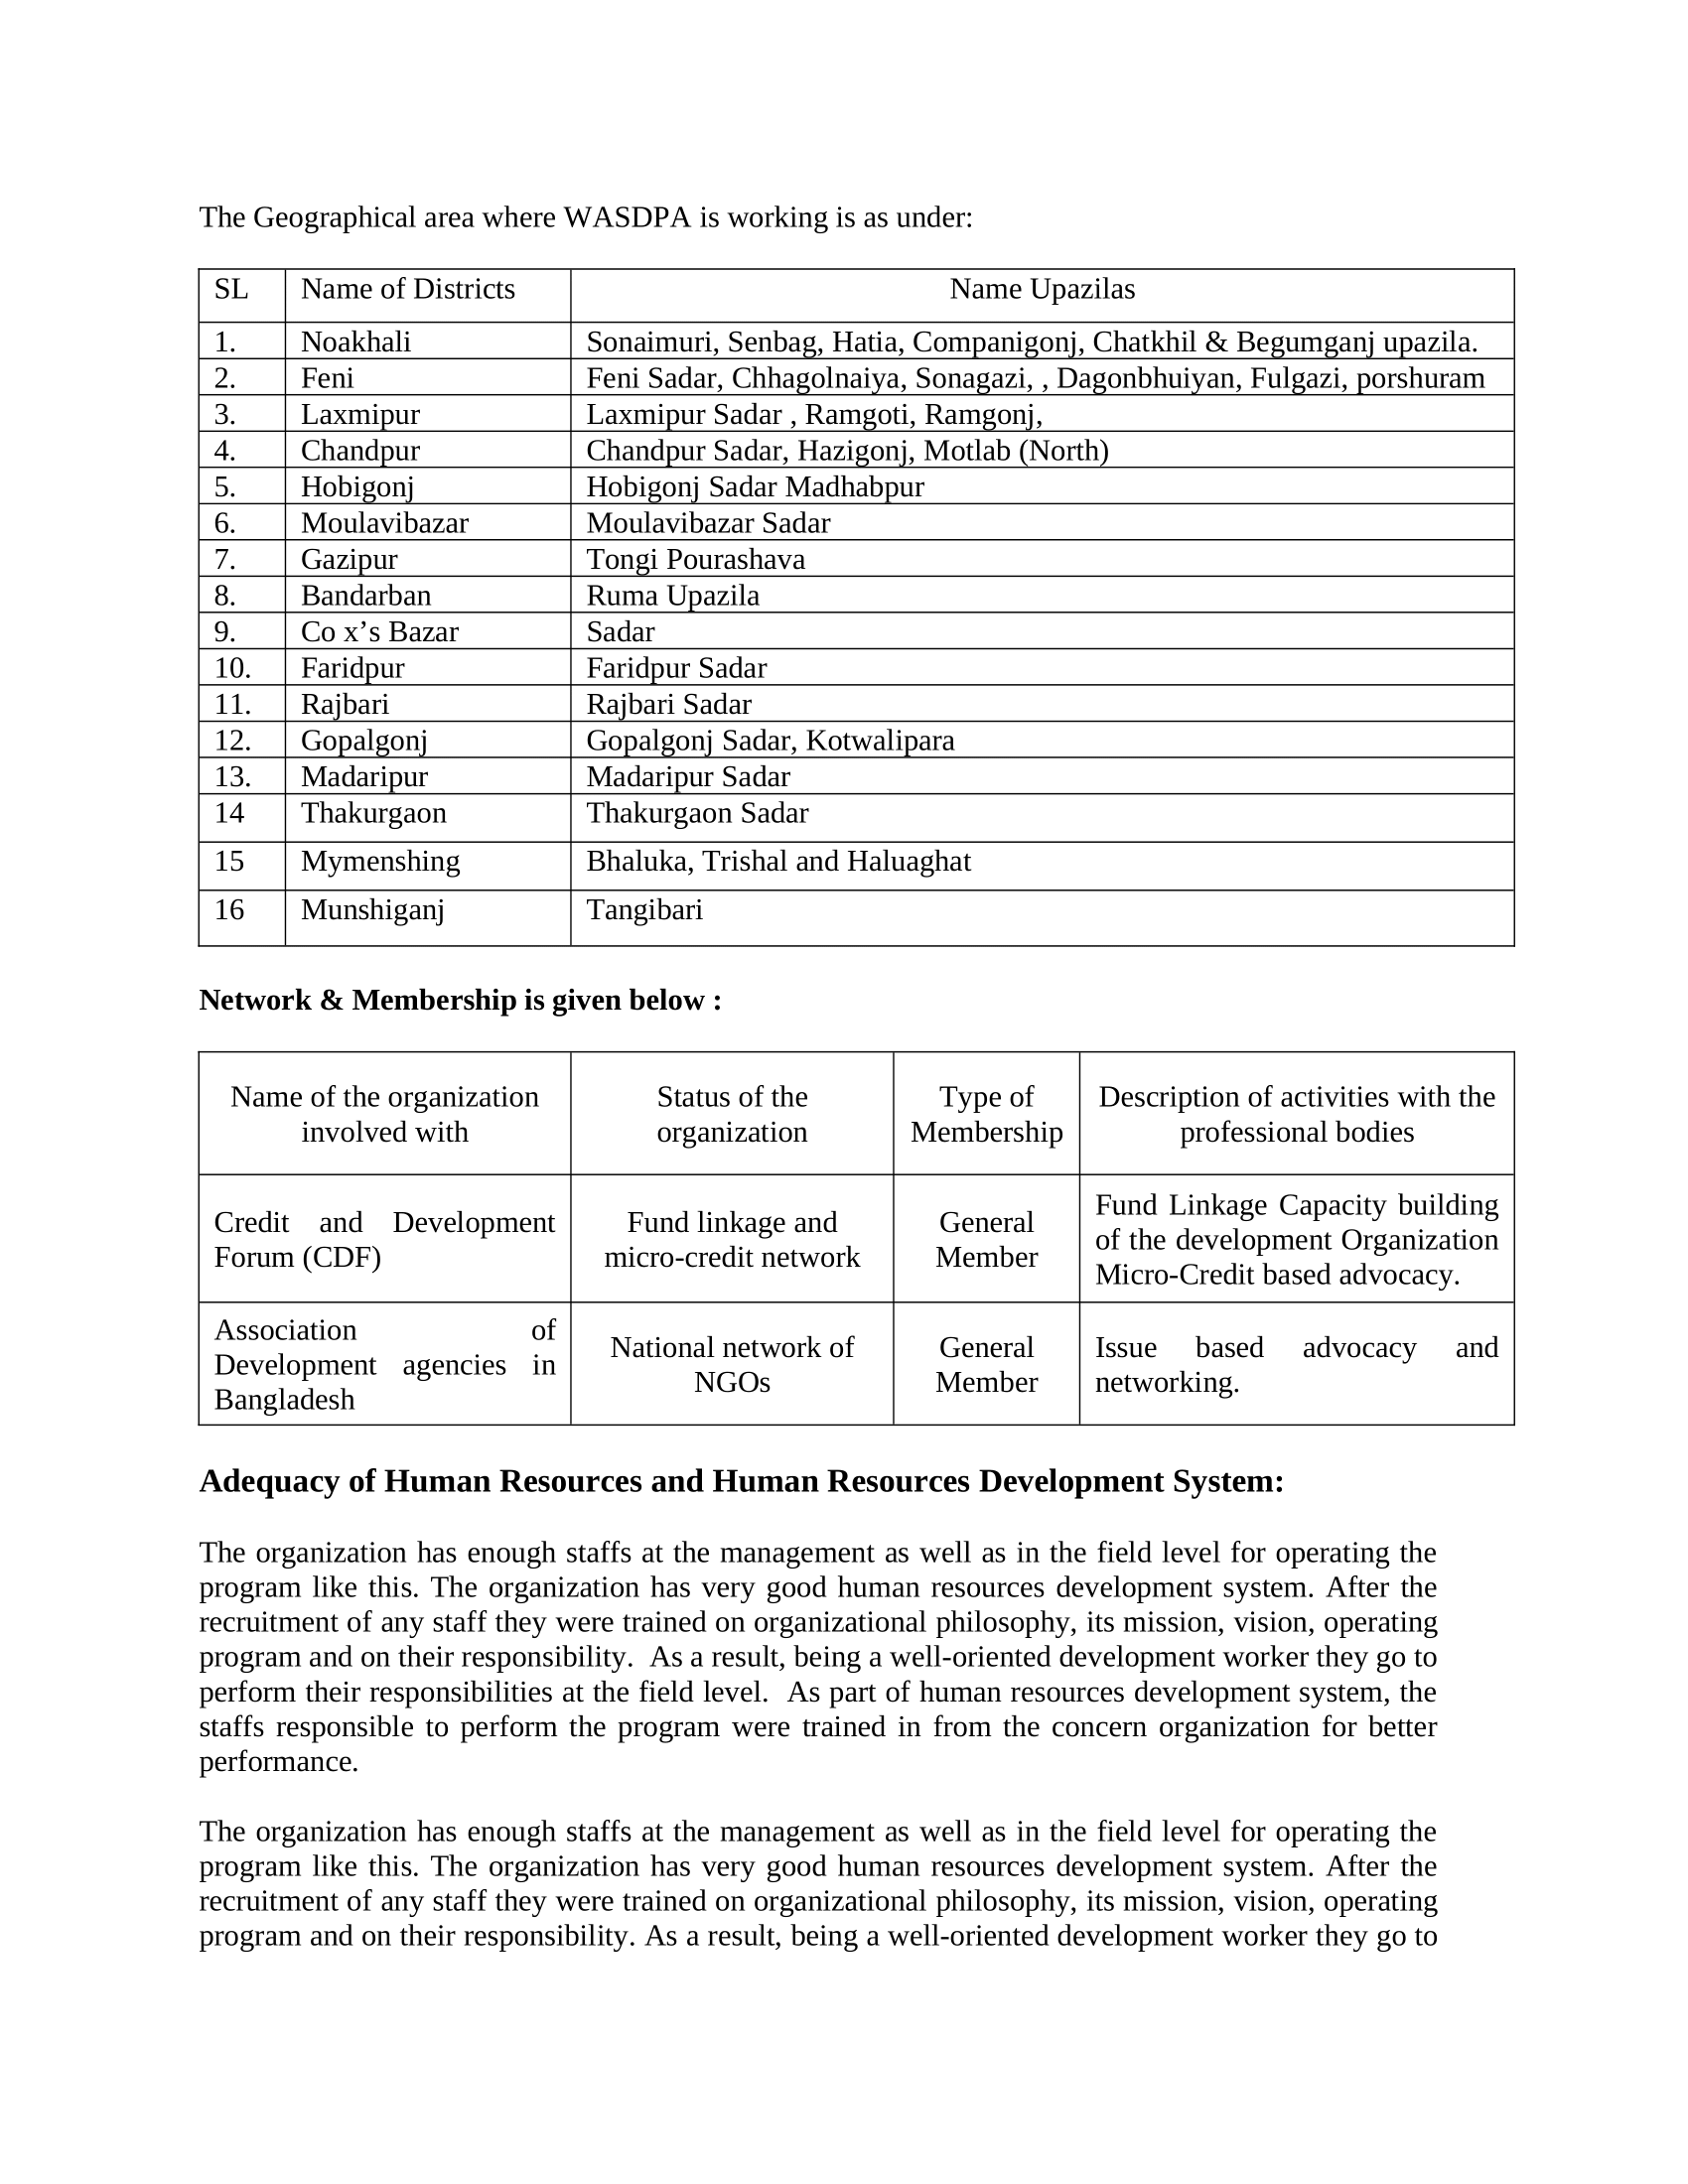 The Geographical area where WASDPA is working is as under:
SL Name of Districts Name Upazilas
1. Noakhali Sonaimuri, Senbag, Hatia, Companigonj, Chatkhil & Begumganj upazila.
2. Feni Feni Sadar, Chhagolnaiya, Sonagazi, , Dagonbhuiyan, Fulgazi, porshuram
3. Laxmipur Laxmipur Sadar , Ramgoti, Ramgonj,
4. Chandpur Chandpur Sadar, Hazigonj, Motlab (North)
5. Hobigonj Hobigonj Sadar Madhabpur
6. Moulavibazar Moulavibazar Sadar
7. Gazipur Tongi Pourashava
8. Bandarban Ruma Upazila
9. Co x’s Bazar Sadar
10. Faridpur Faridpur Sadar
11. Rajbari Rajbari Sadar
12. Gopalgonj Gopalgonj Sadar, Kotwalipara
13. Madaripur Madaripur Sadar
14 Thakurgaon Thakurgaon Sadar
15 Mymenshing Bhaluka, Trishal and Haluaghat
16 Munshiganj Tangibari
Network & Membership is given below :
Name of the organization
involved with
Status of the
organization
Type of
Membership
Description of activities with the
professional bodies
Credit and Development
Forum (CDF)
Fund linkage and
micro-credit network
General
Member
Fund Linkage Capacity building
of the development Organization
Micro-Credit based advocacy.
Association of
Development agencies in
Bangladesh
National network of
NGOs
General
Member
Issue based advocacy and
networking.
Adequacy of Human Resources and Human Resources Development System:
The organization has enough staffs at the management as well as in the field level for operating the
program like this. The organization has very good human resources development system. After the
recruitment of any staff they were trained on organizational philosophy, its mission, vision, operating
program and on their responsibility. As a result, being a well-oriented development worker they go to
perform their responsibilities at the field level. As part of human resources development system, the
staffs responsible to perform the program were trained in from the concern organization for better
performance.
The organization has enough staffs at the management as well as in the field level for operating the
program like this. The organization has very good human resources development system. After the
recruitment of any staff they were trained on organizational philosophy, its mission, vision, operating
program and on their responsibility. As a result, being a well-oriented development worker they go to